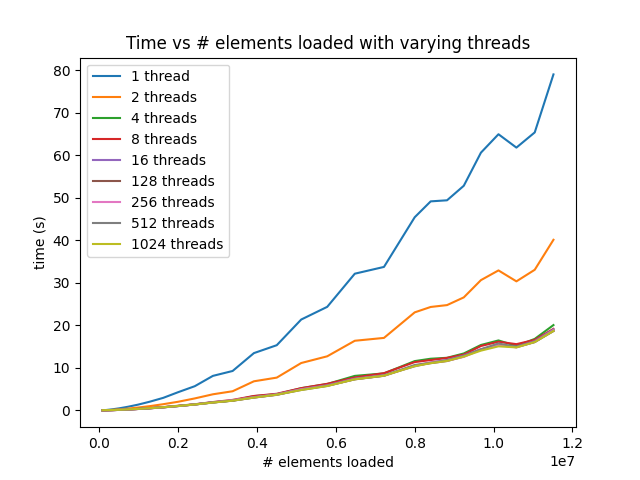 Time vs # elements loaded with varying threads
80
70
60
50
40
30
20
10
0
time (s)
1 thread
2 threads
4 threads
8 threads
16 threads
128 threads
256 threads
512 threads
1024 threads
0.0 0.2 0.4 0.6 0.8 1.0 1.2
1e7
# elements loaded